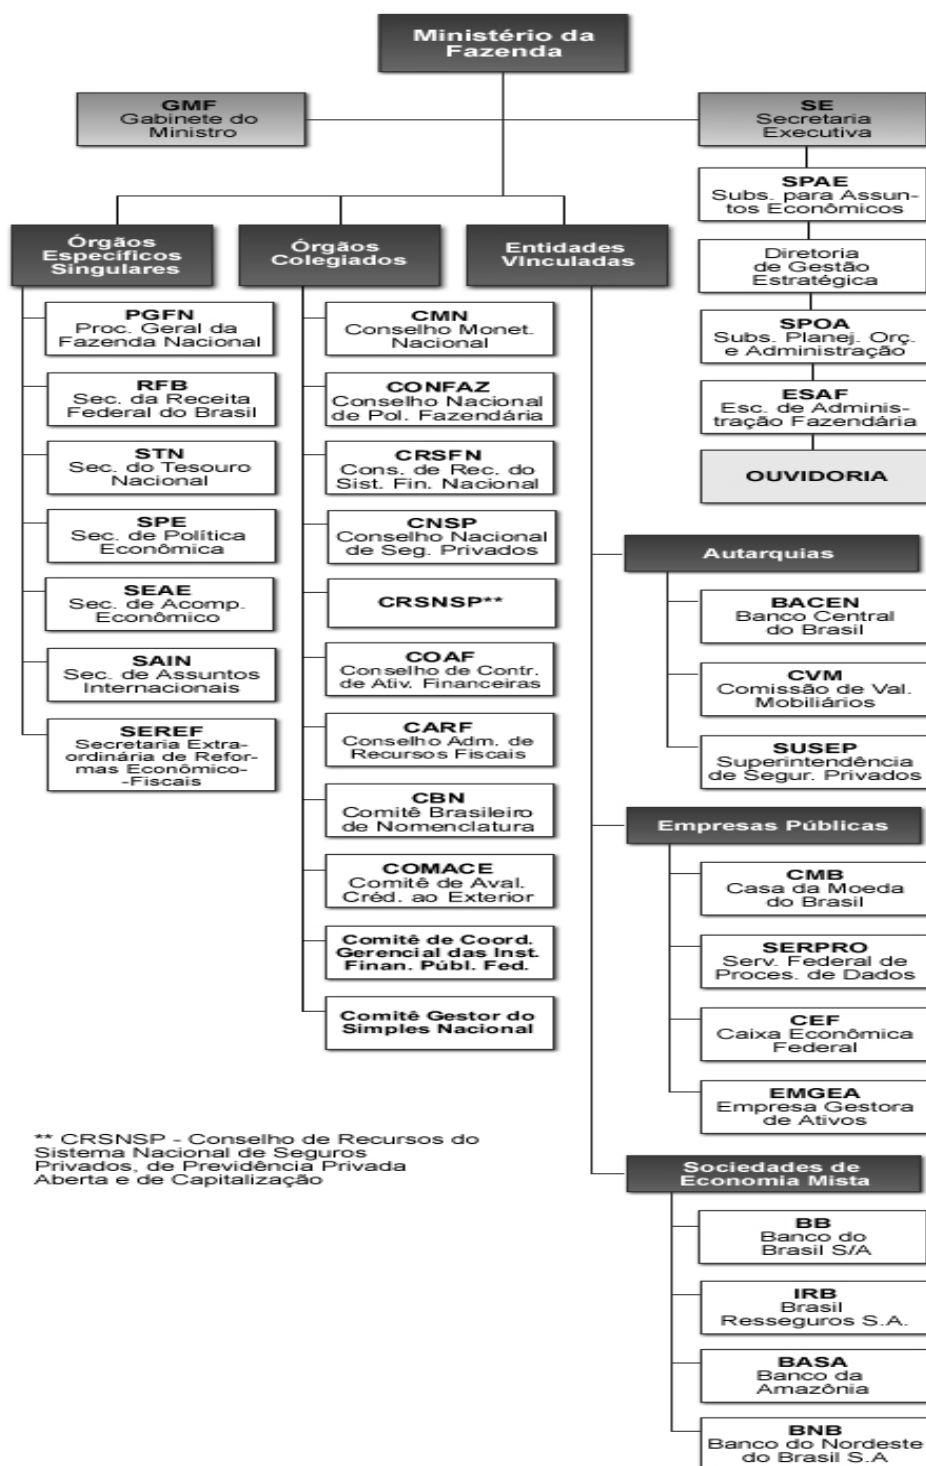 Ministério da
Fazenda
GMF
Gabinete do
Ministro
SE
Secretaria
Executiva
SPAE
Subs. para Assun-
tos Econômicos
Diretoria
de Gestão
Estratégica
SPOA
Subs. Planej. Orç.
e Administração
ESAF
Esc. de Adminis-
tração Fazendária
OUVIDORIA
Órgãos
Específicos
Singulares
PGFN
Proc. Geral da
Fazenda Nacional
RFB
Sec. da Receita
Federal do Brasil
STN
Sec. do Tesouro
Nacional
SPE
Sec. de Política
Econômica
SEAE
Sec. de Acomp.
Econômico
SAIN
Sec. de Assuntos
Internacionais
SEREF
Secretaria Extra-
ordinária de Refor-
mas Econômico-
-Fiscais
Órgãos
Colegiados
CMN
Conselho Monet.
Nacional
CONFAZ
Conselho Nacional
de Pol. Fazendária
CRSFN
Cons. de Rec. do
Sist. Fin. Nacional
CNSP
Conselho Nacional
de Seg. Privados
CRSNSP**
COAF
Conselho de Contr.
de Ativ. Financeiras
CARF
Conselho Adm. de
Recursos Fiscais
CBN
Comitê Brasileiro
de Nomenclatura
COMACE
Comitê de Aval.
Créd. ao Exterior
Comitê de Coord.
Gerencial das Inst.
Finan. Públ. Fed.
Comitê Gestor do
Simples Nacional
Entidades
VInculadas
Autarquias
BACEN
Banco Central
do Brasil
CVM
Comissão de Val.
Mobiliários
SUSEP
Superintendência
de Segur. Privados
Empresas Públicas
CMB
Casa da Moeda
do Brasil
SERPRO
Serv. Federal de
Proces. de Dados
CEF
Caixa Econômica
Federal
EMGEA
Empresa Gestora
de Ativos
Sociedades de
Economia Mista
BB
Banco do
Brasil S/A
IRB
Brasil
Resseguros S.A.
BASA
Banco da
Amazônia
BNB
Banco do Nordeste
do Brasil S.A
** CRSNSP - Conselho de Recursos do
Sistema Nacional de Seguros
Privados, de Previdência Privada
Aberta e de Capitalização